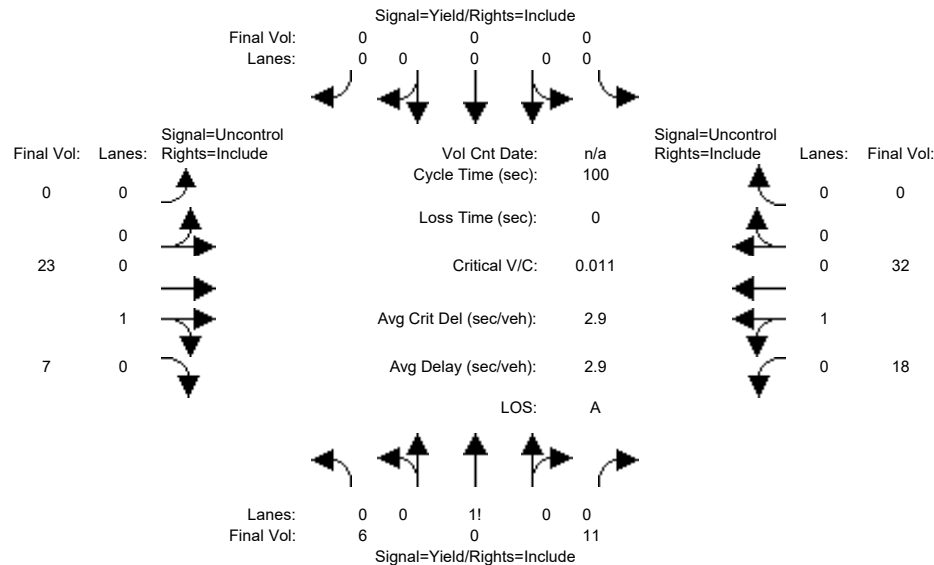 Signal=Yield/Rights=Include
Final Vol: 0 0 0
Lanes: 0 0 0 0 0
Signal=Uncontrol Signal=Uncontrol
Final Vol: Lanes: Rights=Include Vol Cnt Date: n/a Rights=Include Lanes: Final Vol:
Cycle Time (sec): 100
0 0 0 0
Loss Time (sec): 0
0 0
23 0 Critical V/C: 0.011 0 32
1 Avg Crit Del (sec/veh): 2.9 1
7 0 Avg Delay (sec/veh): 2.9 0 18
LOS: A
Lanes: 0 0 1! 0 0
Final Vol: 6 0 11
Signal=Yield/Rights=Include